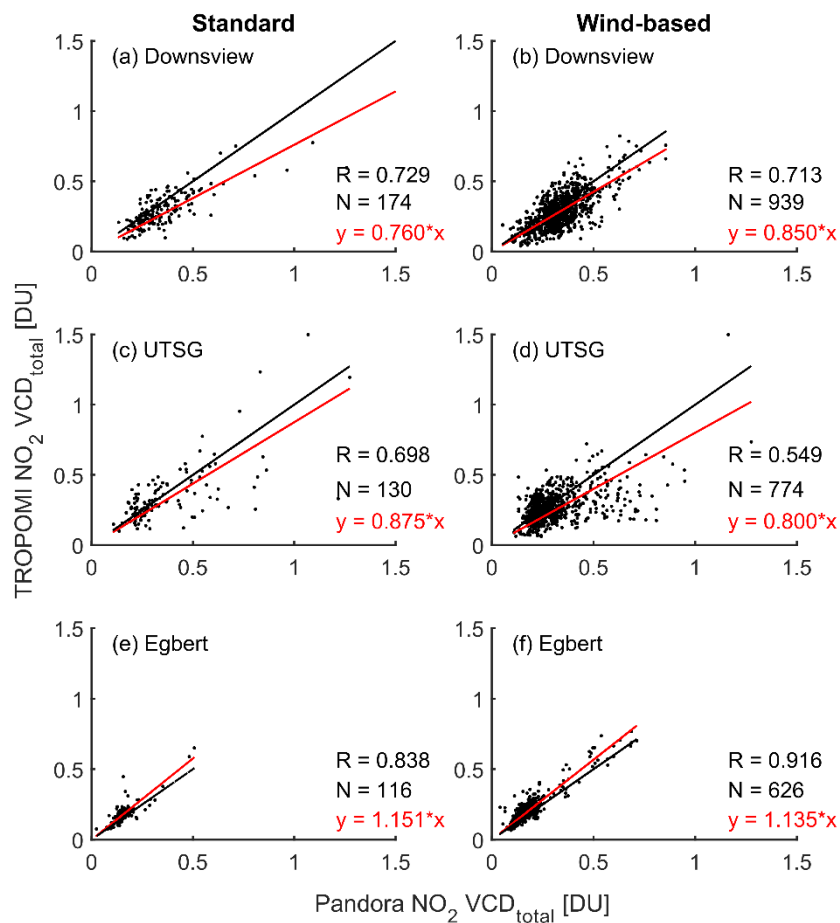 Standard
Wind-based
TROPOMI NO2 VCDtotal [DU]
(a) Downsview
1.5
1
0.5
0
R = 0.729
N = 174
y = 0.760*x
0 0.5 1 1.5
(b) Downsview
1.5
1
0.5
0
R = 0.713
N = 939
y = 0.850*x
0 0.5 1 1.5
(c) UTSG
1.5
1
0.5
0
R = 0.698
N = 130
y = 0.875*x
0 0.5 1 1.5
(d) UTSG
1.5
1
0.5
0
R = 0.549
N = 774
y = 0.800*x
0 0.5 1 1.5
(e) Egbert
1.5
1
0.5
0
R = 0.838
N = 116
y = 1.151*x
0 0.5 1 1.5
(f) Egbert
1.5
1
0.5
0
R = 0.916
N = 626
y = 1.135*x
0 0.5 1 1.5
Pandora NO2 VCDtotal [DU]